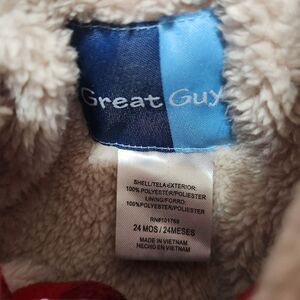 Great Guy
SHELL/TELA EXTERIOR:
100% POLYESTER/POLIESTER
LINING/FORRO:
100%POLYESTER/POLIESTER
RN#101768
24 MOS / 24MESES
MADE IN VIETNAM
HECHO EN VIETNAM